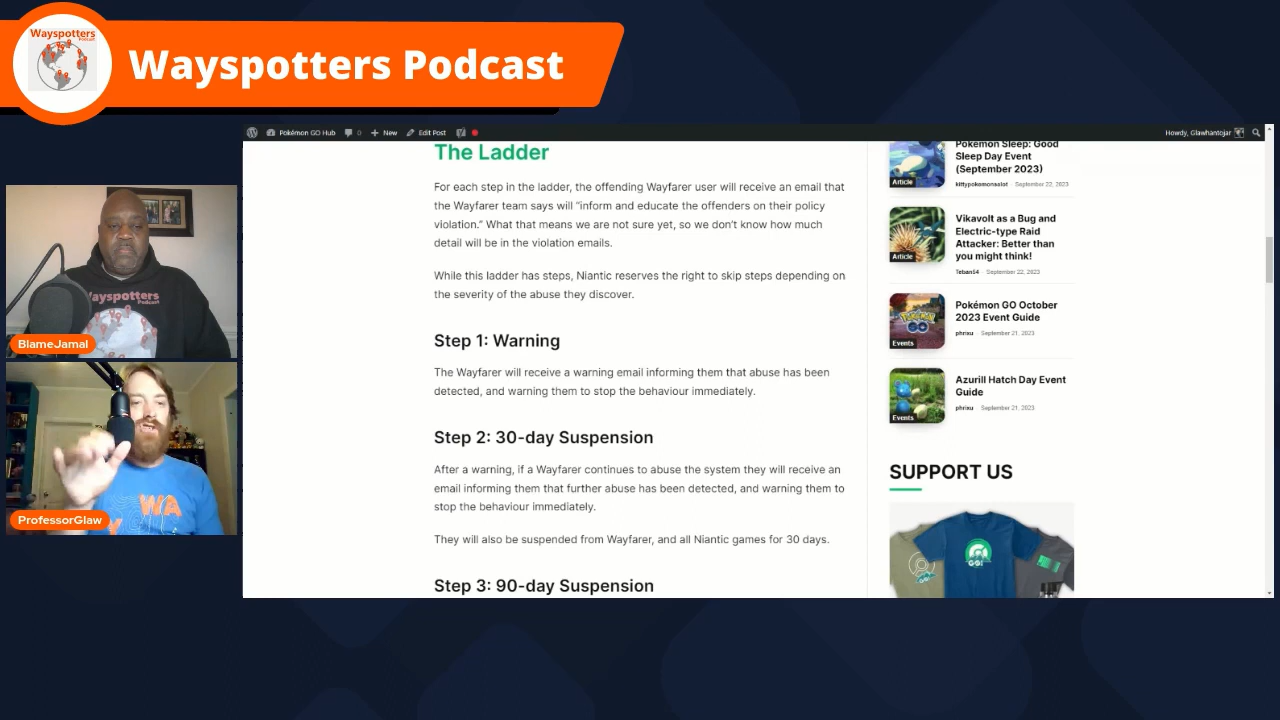 Wayspotters
Podcast
Wayspotters Podcast
Pokémon GO Hub
0
New
Edit Post
Howdy, Glawhantojar
The Ladder
For each step in the ladder, the offending Wayfarer user will receive an email that
the Wayfarer team says will “inform and educate the offenders on their policy
violation.” What that means we are not sure yet, so we don’t know how much
detail will be in the violation emails.
While this ladder has steps, Niantic reserves the right to skip steps depending on
the severity of the abuse they discover.
Step 1: Warning
The Wayfarer will receive a warning email informing them that abuse has been
detected, and warning them to stop the behaviour immediately.
Step 2: 30-day Suspension
After a warning, if a Wayfarer continues to abuse the system they will receive an
email informing them that further abuse has been detected, and warning them to
stop the behaviour immediately.
They will also be suspended from Wayfarer, and all Niantic games for 30 days.
Step 3: 90-day Suspension
Pokémon Sleep: Good
Sleep Day Event
(September 2023)
Article
kittypokemonaalot - September 22, 2023
Vikavolt as a Bug and
Electric-type Raid
Attacker: Better than
you might think!
Article
Teban54 - September 22, 2023
Pokémon GO October
2023 Event Guide
phrixu - September 21, 2023
Events
Azurill Hatch Day Event
Guide
phrixu - September 21, 2023
Events
SUPPORT US
GO!
Wayspotters
Podcast
BlameJamal
WA
Y
ProfessorGlaw